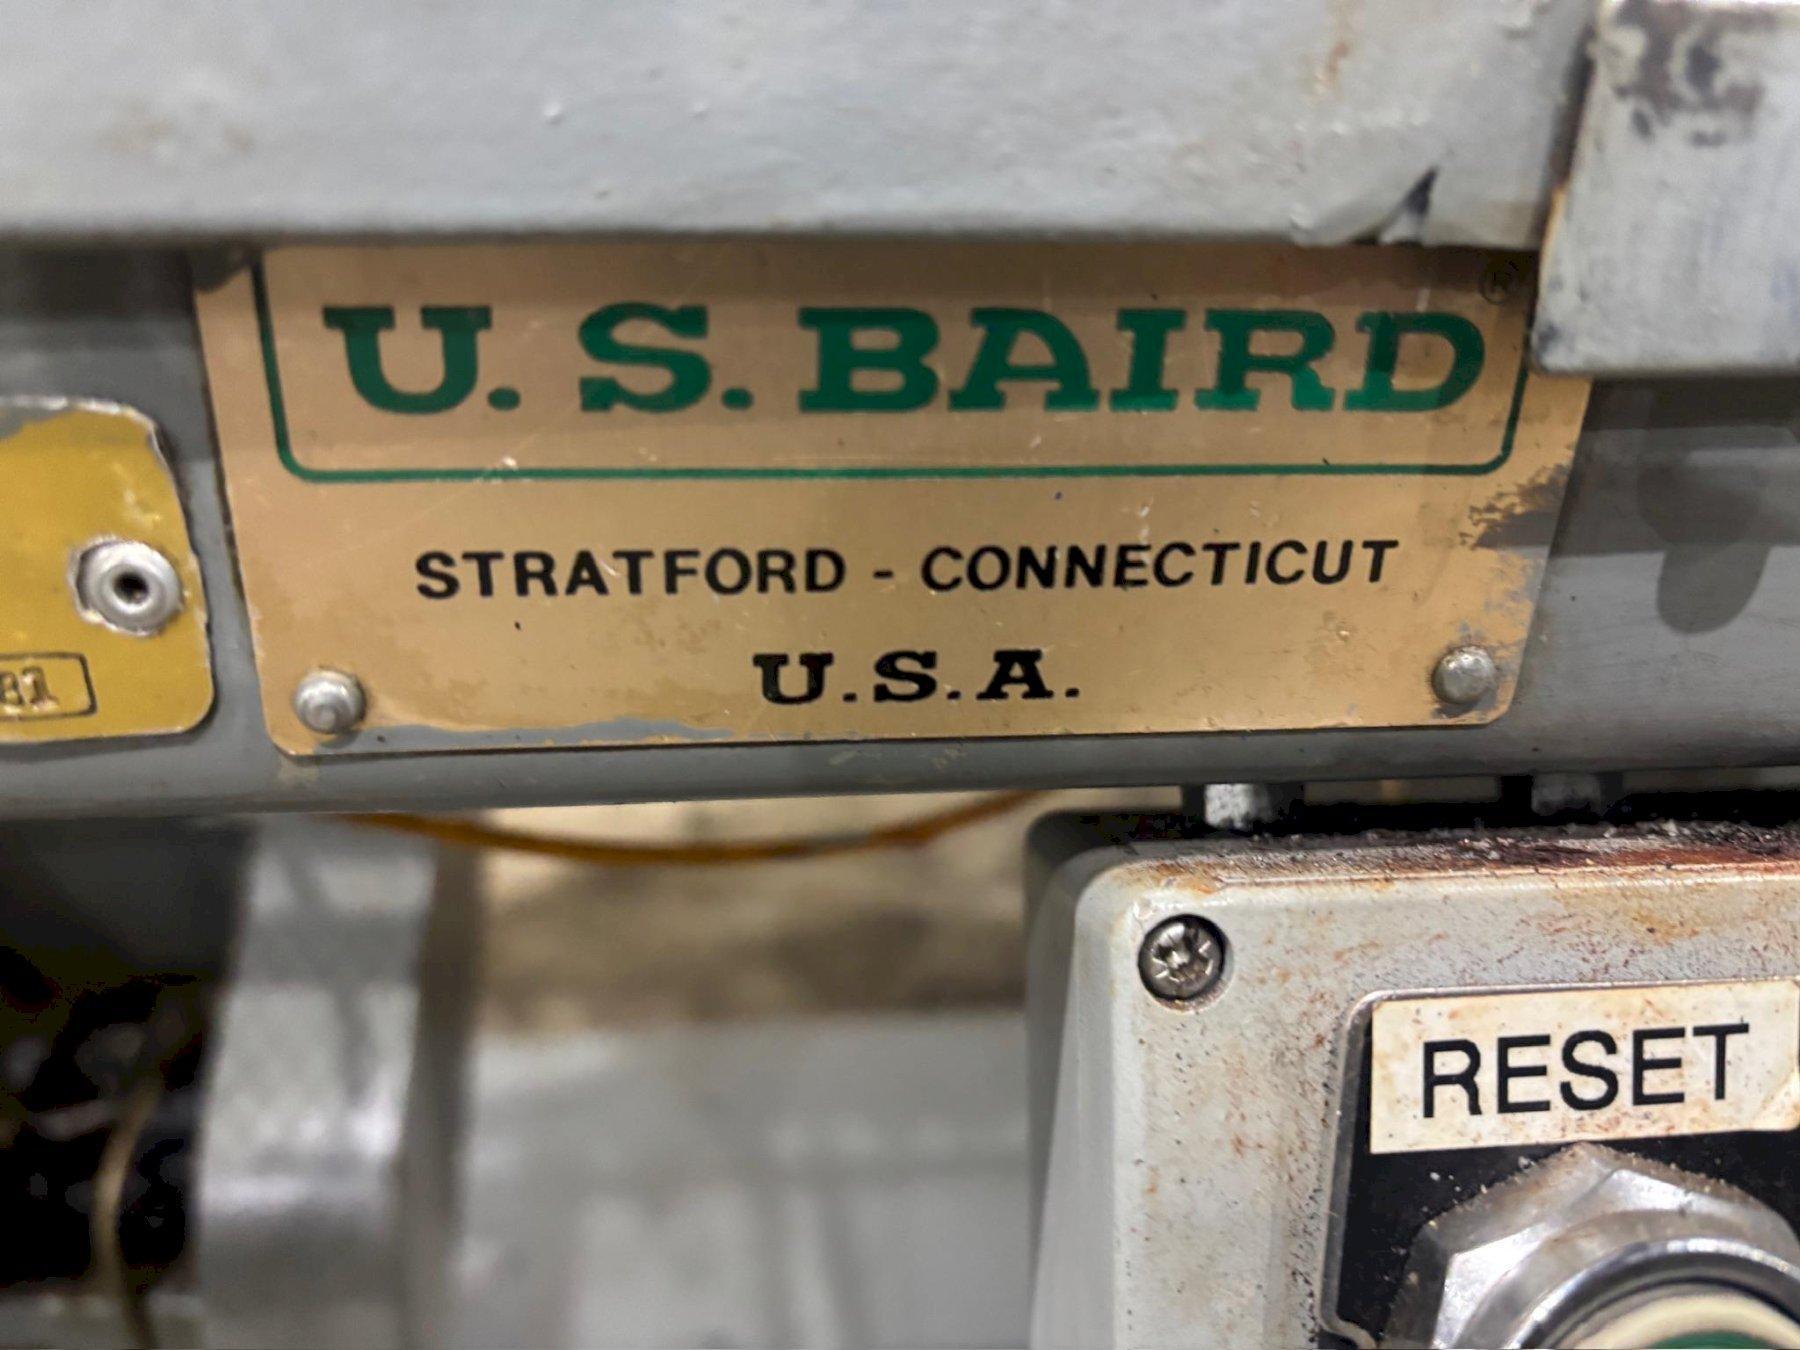 U.S. BAIRD ®
STRATFORD - CONNECTICUT
U.S.A.
RESET